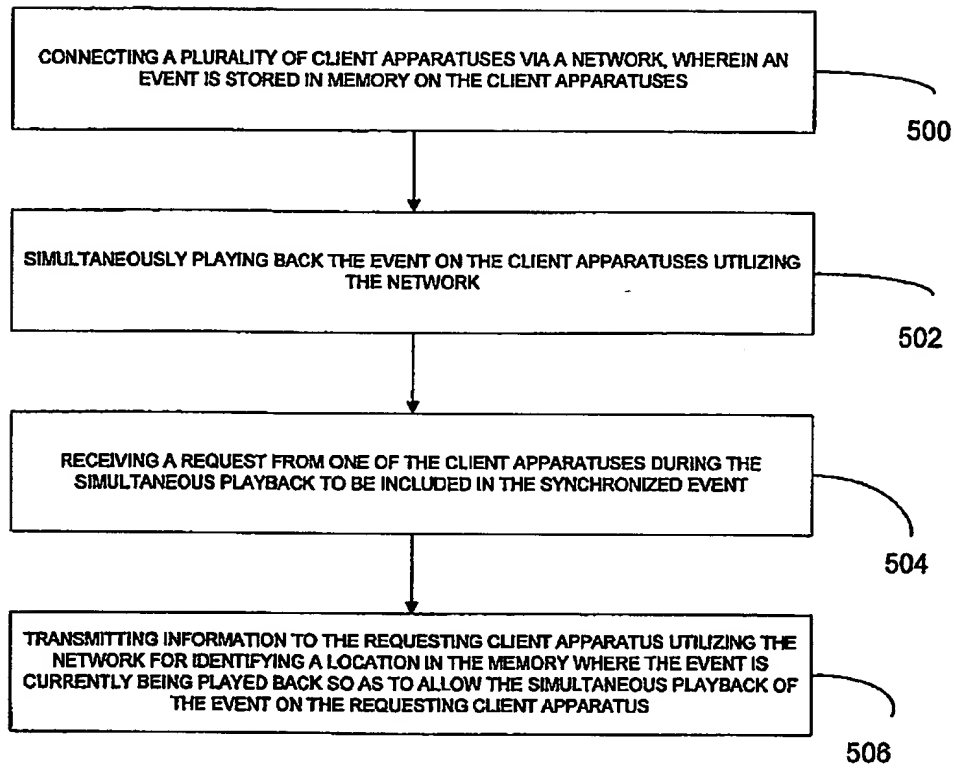 CONNECTING A PLURALITY OF CLIENT APPARATUSES VIA A NETWORK, WHEREIN AN
EVENT IS STORED IN MEMORY ON THE CLIENT APPARATUSES
500
SIMULTANEOUSLY PLAYING BACK THE EVENT ON THE CLIENT APPARATUSES UTILIZING
THE NETWORK
502
RECEIVING A REQUEST FROM ONE OF THE CLIENT APPARATUSES DURING THE
SIMULTANEOUS PLAYBACK TO BE INCLUDED IN THE SYNCHRONIZED EVENT
504
TRANSMITTING INFORMATION TO THE REQUESTING CLIENT APPARATUS UTILIZING THE
NETWORK FOR IDENTIFYING A LOCATION IN THE MEMORY WHERE THE EVENT IS
CURRENTLY BEING PLAYED BACK SO AS TO ALLOW THE SIMULTANEOUS PLAYBACK OF
THE EVENT ON THE REQUESTING CLIENT APPARATUS
506